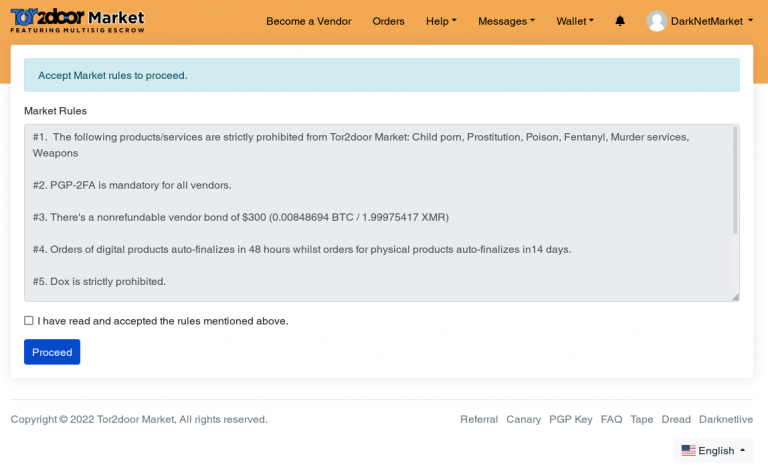 Tor2door Market
FEATURING MULTISIG ESCROW
Become a Vendor Orders Help Messages Wallet DarkNetMarket
Accept Market rules to proceed.
Market Rules
#1. The following products/services are strictly prohibited from Tor2door Market: Child porn, Prostitution, Poison, Fentanyl, Murder services,
Weapons
#2. PGP-2FA is mandatory for all vendors.
#3. There's a nonrefundable vendor bond of $300 (0.00848694 BTC / 1.99975417 XMR)
#4. Orders of digital products auto-finalizes in 48 hours whilst orders for physical products auto-finalizes in14 days.
#5. Dox is strictly prohibited.
I have read and accepted the rules mentioned above.
Proceed
Copyright © 2022 Tor2door Market, All rights reserved. Referral Canary PGP Key FAQ Tape Dread Darknetlive
English